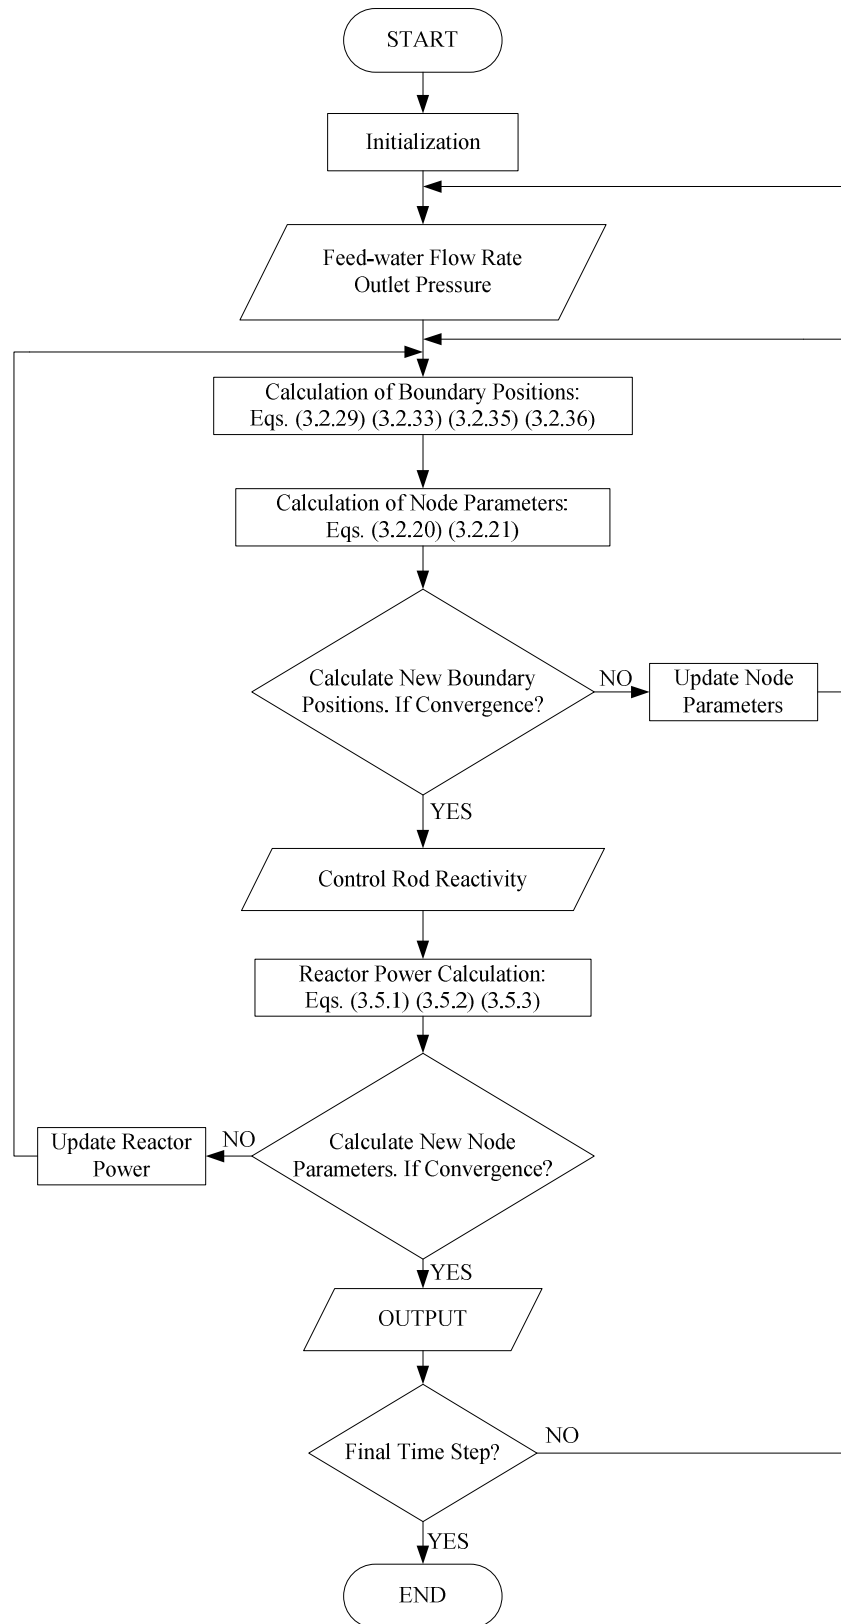 START
Initialization
Feed-water Flow Rate
Outlet Pressure
Calculation of Boundary Positions:
Eqs. (3.2.29) (3.2.33) (3.2.35) (3.2.36)
Calculation of Node Parameters:
Eqs. (3.2.20) (3.2.21)
Calculate New Boundary
Positions. If Convergence?
NO
Update Node
Parameters
YES
Control Rod Reactivity
Reactor Power Calculation:
Eqs. (3.5.1) (3.5.2) (3.5.3)
Calculate New Node
Parameters. If Convergence?
NO
Update Reactor
Power
YES
OUTPUT
Final Time Step?
NO
YES
END